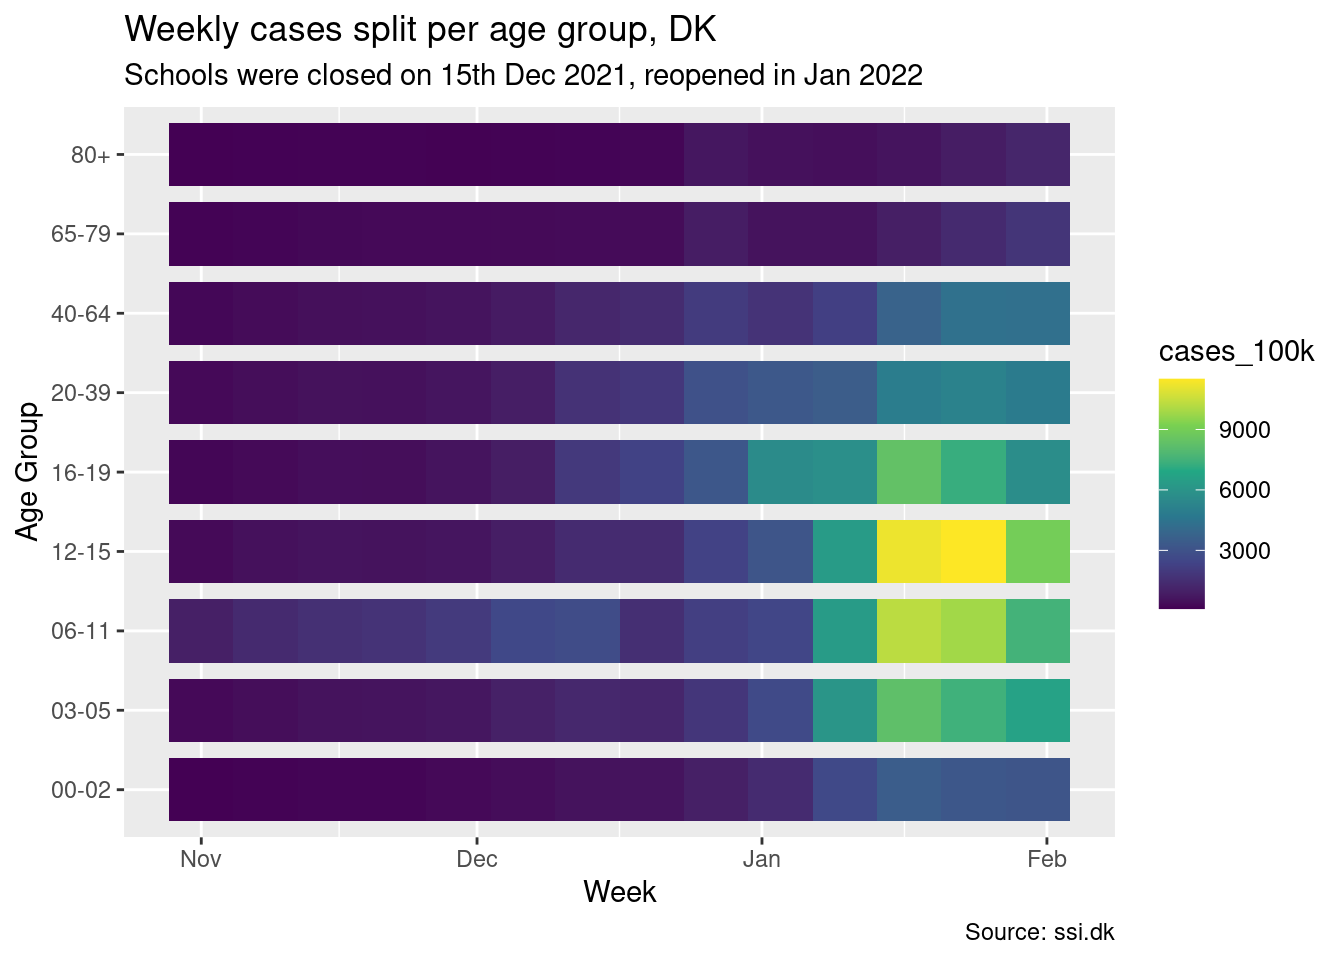 Weekly cases split per age group, DK
Schools were closed on 15th Dec 2021, reopened in Jan 2022
Age Group
80+
65-79
40-64
20-39
16-19
12-15
06-11
03-05
00-02
Nov Dec Jan Feb
Week
cases_100k
9000
6000
3000
Source: ssi.dk